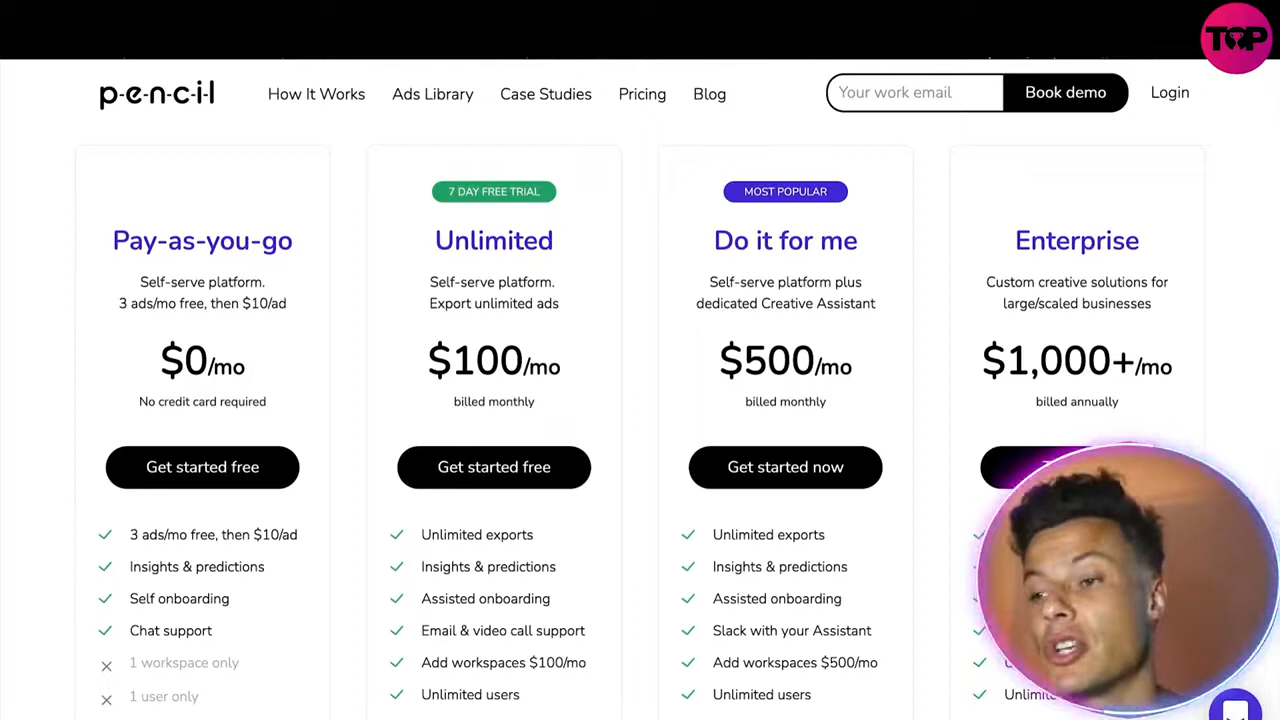 TOP
p-e-n-c-i-l
How It Works
Ads Library
Case Studies
Pricing
Blog
Your work email
Book demo
Login
Pay-as-you-go
Self-serve platform.
3 ads/mo free, then $10/ad
$0/mo
No credit card required
Get started free
3 ads/mo free, then $10/ad
Insights & predictions
Self onboarding
Chat support
1 workspace only
1 user only
7 DAY FREE TRIAL
Unlimited
Self-serve platform.
Export unlimited ads
$100/mo
billed monthly
Get started free
Unlimited exports
Insights & predictions
Assisted onboarding
Email & video call support
Add workspaces $100/mo
Unlimited users
MOST POPULAR
Do it for me
Self-serve platform plus
dedicated Creative Assistant
$500/mo
billed monthly
Get started now
Unlimited exports
Insights & predictions
Assisted onboarding
Slack with your Assistant
Add workspaces $500/mo
Unlimited users
Enterprise
Custom creative solutions for
large/scaled businesses
$1,000+/mo
billed annually